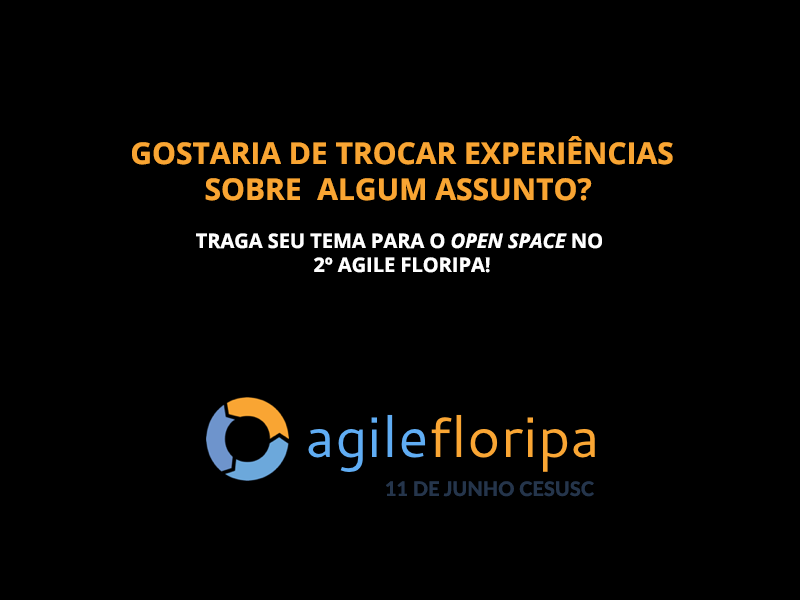 GOSTARIA DE TROCAR EXPERIÊNCIAS
SOBRE ALGUM ASSUNTO?
TRAGA SEU TEMA PARA O OPEN SPACE NO
2º AGILE FLORIPA!
agilefloripa
11 DE JUNHO CESUSC